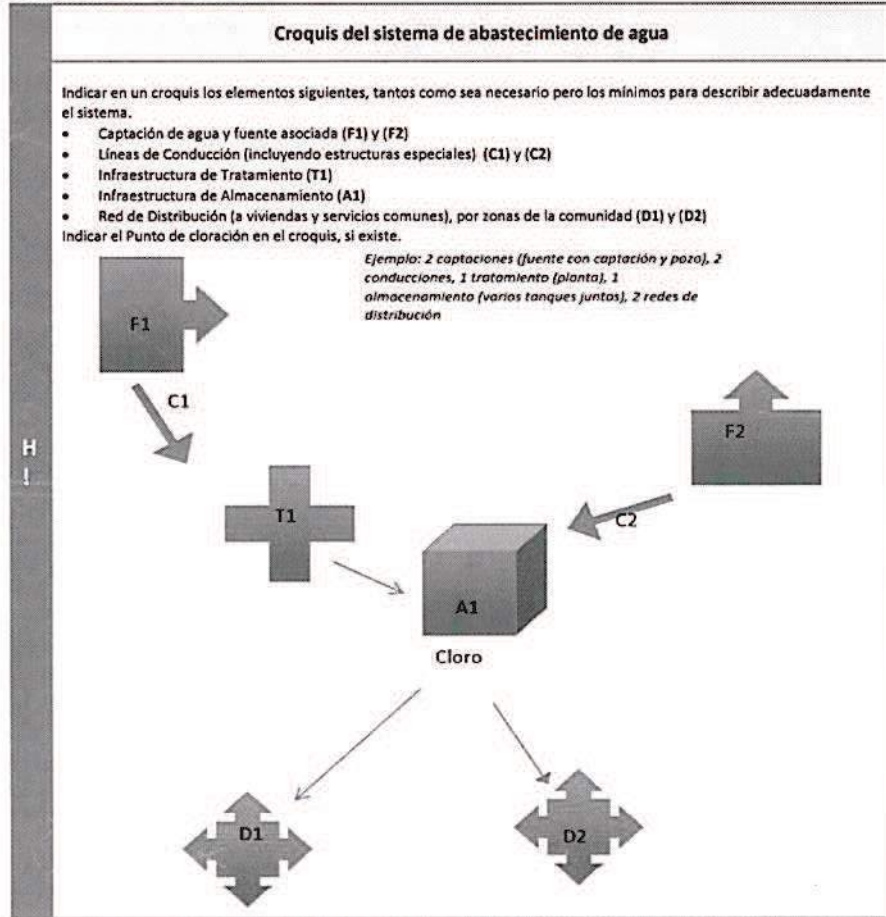 Croquis del sistema de abastecimiento de agua
Indicar en un croquis los elementos siguientes, tantos como sea necesario pero los mínimos para describir adecuadamente
el sistema.
• Captación de agua y fuente asociada (F1) y (F2)
• Líneas de Conducción (incluyendo estructuras especiales) (C1) y (C2)
• Infraestructura de Tratamiento (T1)
• Infraestructura de Almacenamiento (A1)
• Red de Distribución (a viviendas y servicios comunes), por zonas de la comunidad (D1) y (D2)
Indicar el Punto de cloración en el croquis, si existe.
Ejemplo: 2 captaciones (fuente con captación y pozo), 2
conducciones, 1 tratamiento (planta), 1
almacenamiento (varios tanques juntos), 2 redes de
distribución
F1
C1
F2
H
!
T1
C2
A1
Cloro
D1
D2